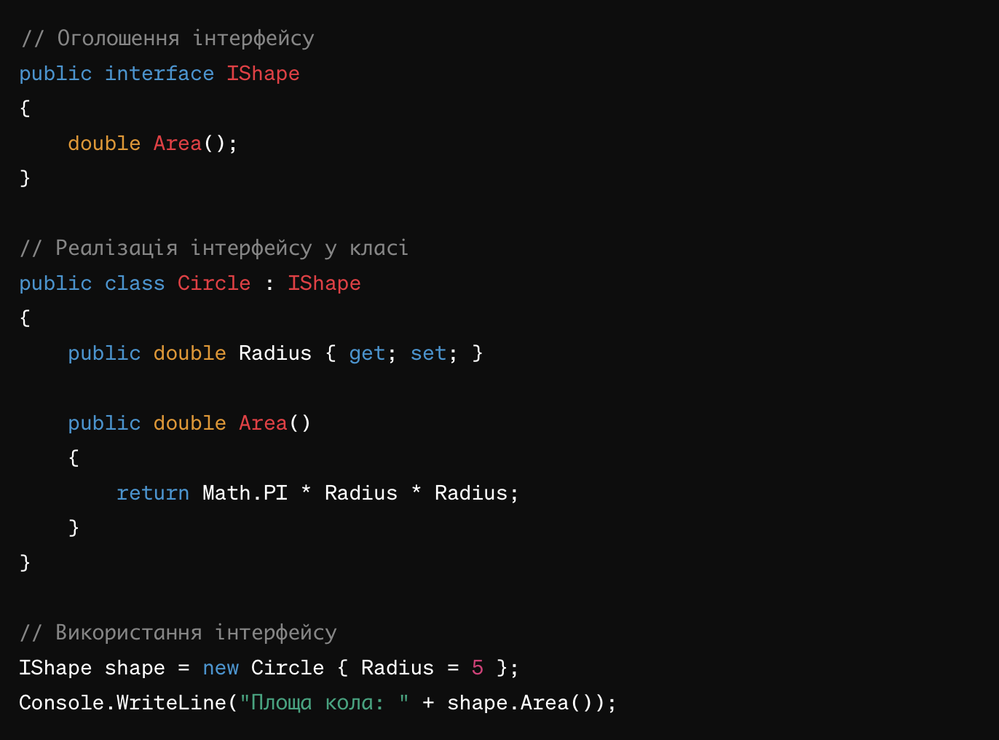 // Оголошення інтерфейсу
public interface IShape
{
    double Area();
}

// Реалізація інтерфейсу у класі
public class Circle : IShape
{
    public double Radius { get; set; }

    public double Area()
    {
        return Math.PI * Radius * Radius;
    }
}

// Використання інтерфейсу
IShape shape = new Circle { Radius = 5 };
Console.WriteLine("Площа кола: " + shape.Area());